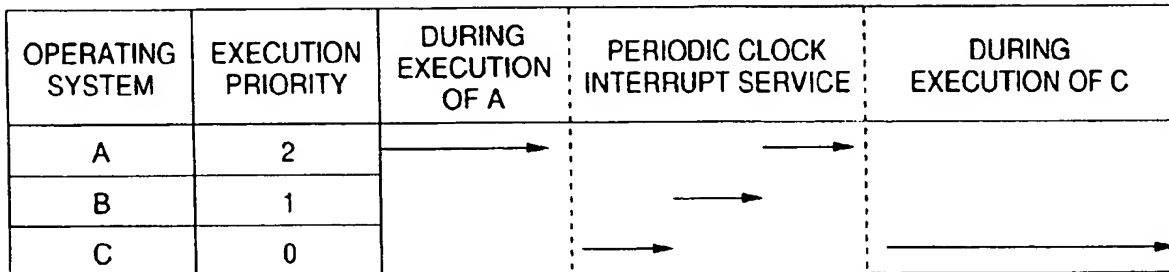 OPERATING SYSTEM
EXECUTION PRIORITY
DURING EXECUTION OF A
PERIODIC CLOCK INTERRUPT SERVICE
DURING EXECUTION OF C
A 2
B 1
C 0